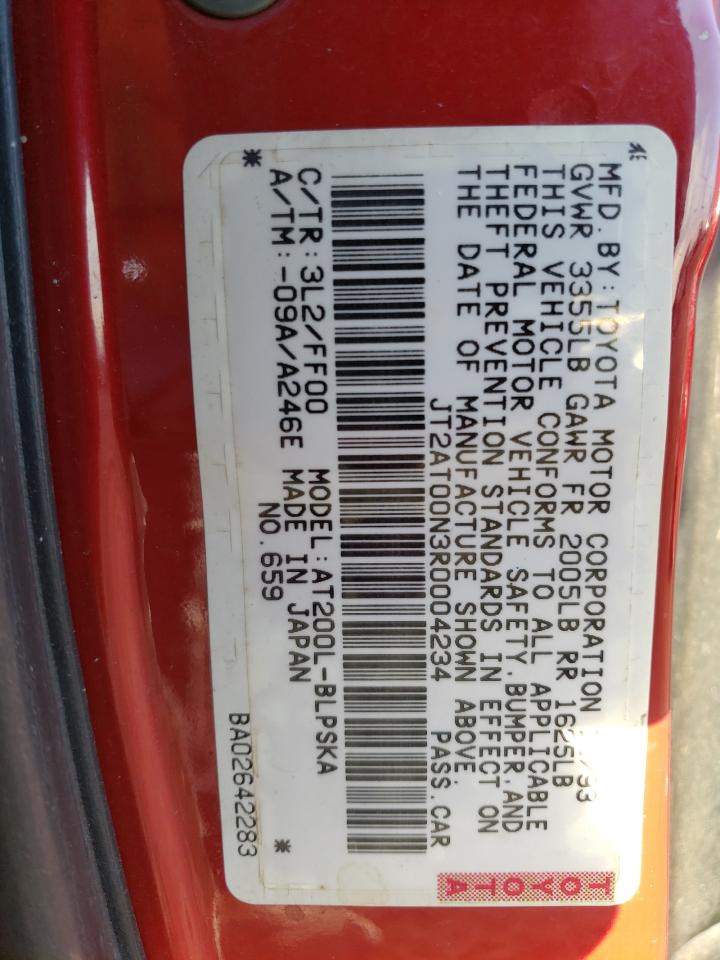 MFD. BY: TOYOTA MOTOR CORPORATION /93
GVWR 3355LB GAWR FR 2005LB RR 1625LB
THIS VEHICLE CONFORMS TO ALL APPLICABLE
FEDERAL MOTOR VEHICLE SAFETY, BUMPER, AND
THEFT PREVENTION STANDARDS IN EFFECT ON
THE DATE OF MANUFACTURE SHOWN ABOVE.
JT2AT00N3R0004234 PASS. CAR
C/TR: 3L2/FF00 MODEL: AT200L-BLPSKA
A/TM: -09A/A246E MADE IN JAPAN
NO. 659
BA02642283
TOYOTA